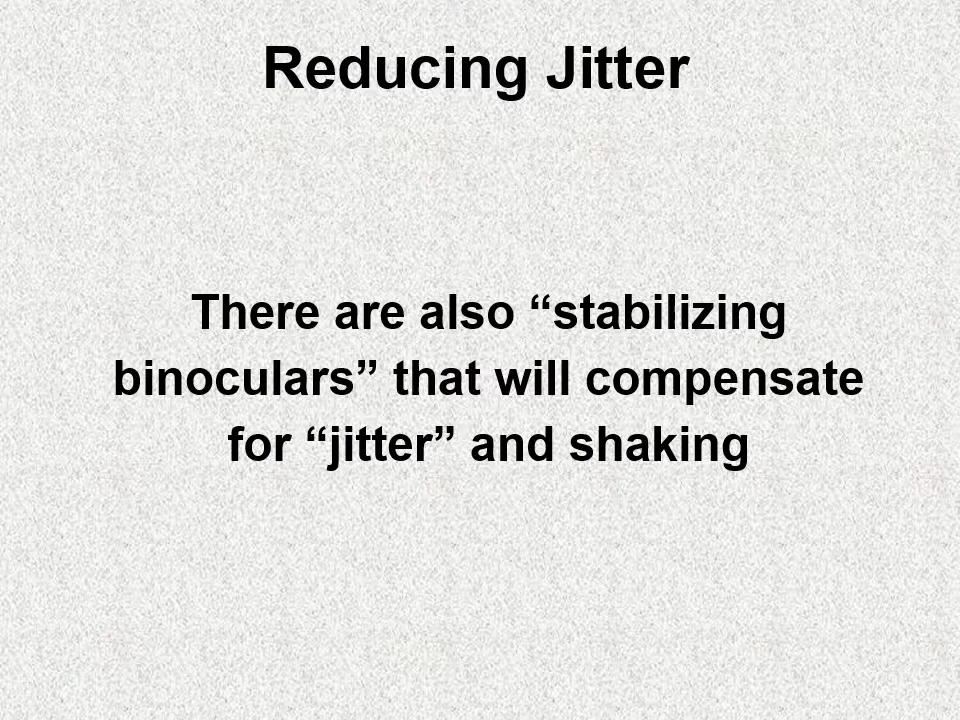 Reducing Jitter
There are also “stabilizing
binoculars” that will compensate
for “jitter” and shaking